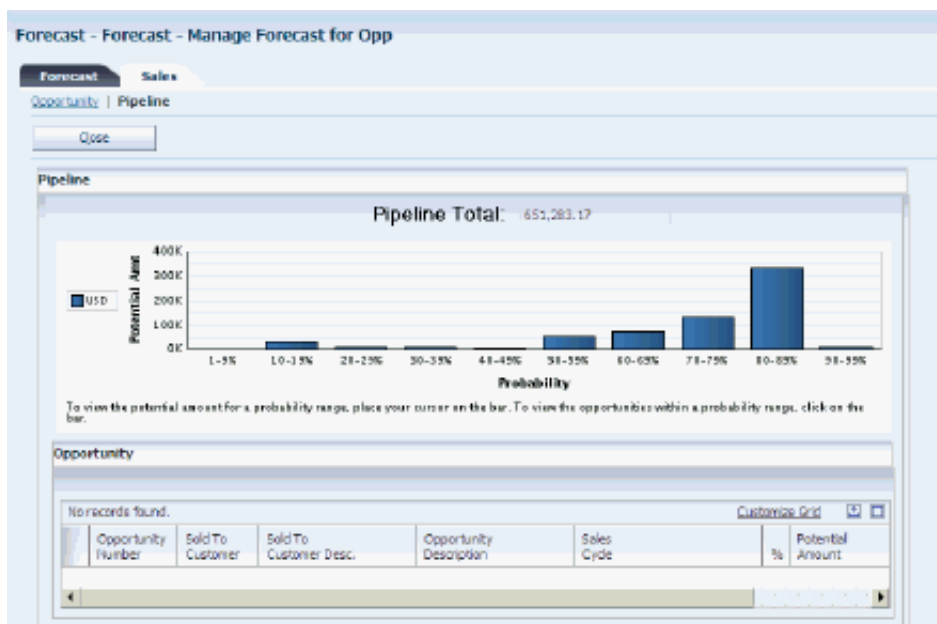 Forecast - Forecast - Manage Forecast for Opp
Forecast Sales
Opportunity | Pipeline
Close
Pipeline
Pipeline Total: 651,283.17
Potential Amt
400K
300K
200K
100K
0K
USD
1-9% 10-19% 20-29% 30-39% 40-49% 50-59% 60-69% 70-79% 80-89% 90-99%
Probability
To view the potential amount for a probability range, place your cursor on the bar. To view the opportunities within a probability range, click on the
bar.
Opportunity
No records found. Customize Grid
Opportunity Sold To Sold To Opportunity Sales Potential
Number Customer Customer Desc. Description Cycle % Amount